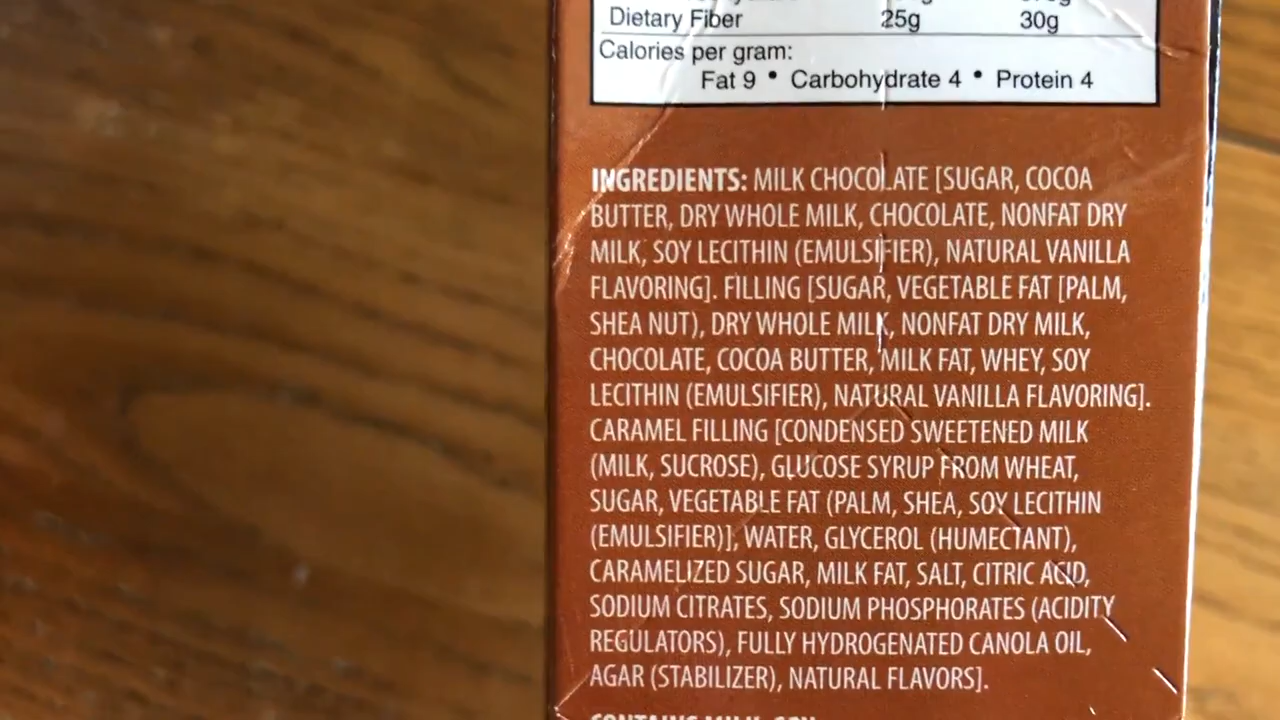 Dietary Fiber 25g 30g
Calories per gram:
Fat 9 • Carbohydrate 4 • Protein 4
INGREDIENTS: MILK CHOCOLATE [SUGAR, COCOA
BUTTER, DRY WHOLE MILK, CHOCOLATE, NONFAT DRY
MILK, SOY LECITHIN (EMULSIFIER), NATURAL VANILLA
FLAVORING]. FILLING [SUGAR, VEGETABLE FAT [PALM,
SHEA NUT), DRY WHOLE MILK, NONFAT DRY MILK,
CHOCOLATE, COCOA BUTTER, MILK FAT, WHEY, SOY
LECITHIN (EMULSIFIER), NATURAL VANILLA FLAVORING].
CARAMEL FILLING [CONDENSED SWEETENED MILK
(MILK, SUCROSE), GLUCOSE SYRUP FROM WHEAT,
SUGAR, VEGETABLE FAT (PALM, SHEA, SOY LECITHIN
(EMULSIFIER)], WATER, GLYCEROL (HUMECTANT),
CARAMELIZED SUGAR, MILK FAT, SALT, CITRIC ACID,
SODIUM CITRATES, SODIUM PHOSPHORATES (ACIDITY
REGULATORS), FULLY HYDROGENATED CANOLA OIL,
AGAR (STABILIZER), NATURAL FLAVORS].
CONTAINS MILK, SOY